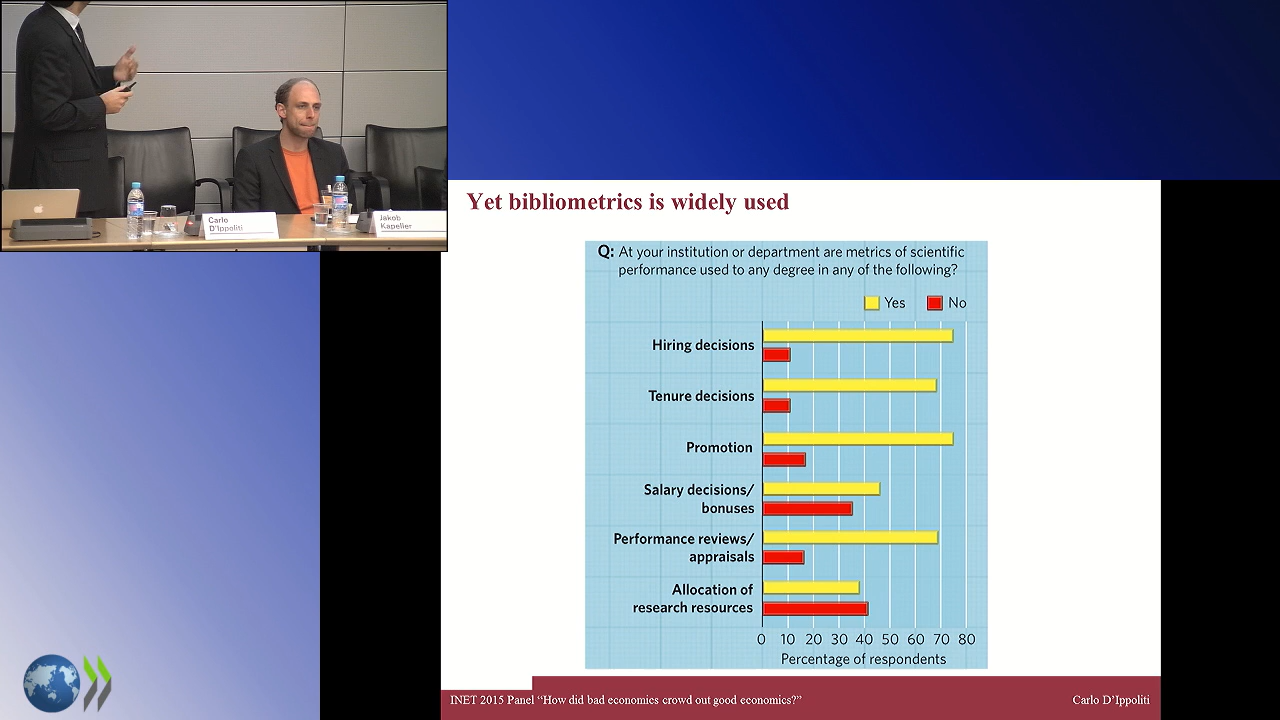 Carlo
D'Ippoliti
Jakob
Kapeller
Yet bibliometrics is widely used
Q: At your institution or department are metrics of scientific
performance used to any degree in any of the following?
Yes No
Hiring decisions
Tenure decisions
Promotion
Salary decisions/
bonuses
Performance reviews/
appraisals
Allocation of
research resources
0 10 20 30 40 50 60 70 80
Percentage of respondents
INET 2015 Panel “How did bad economics crowd out good economics?”
Carlo D’Ippoliti